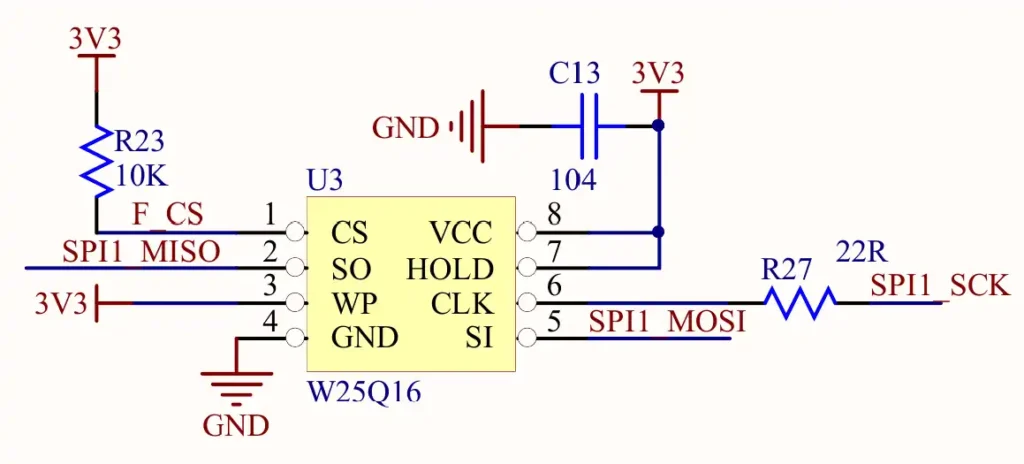 3V3
C13
3V3
GND
R23
10K
U3
104
F_CS
1
CS
VCC
8
SPI1_MISO
2
SO
HOLD
7
R27
22R
3V3
3
WP
CLK
6
SPI1_SCK
4
GND
SI
5
SPI1_MOSI
W25Q16
GND